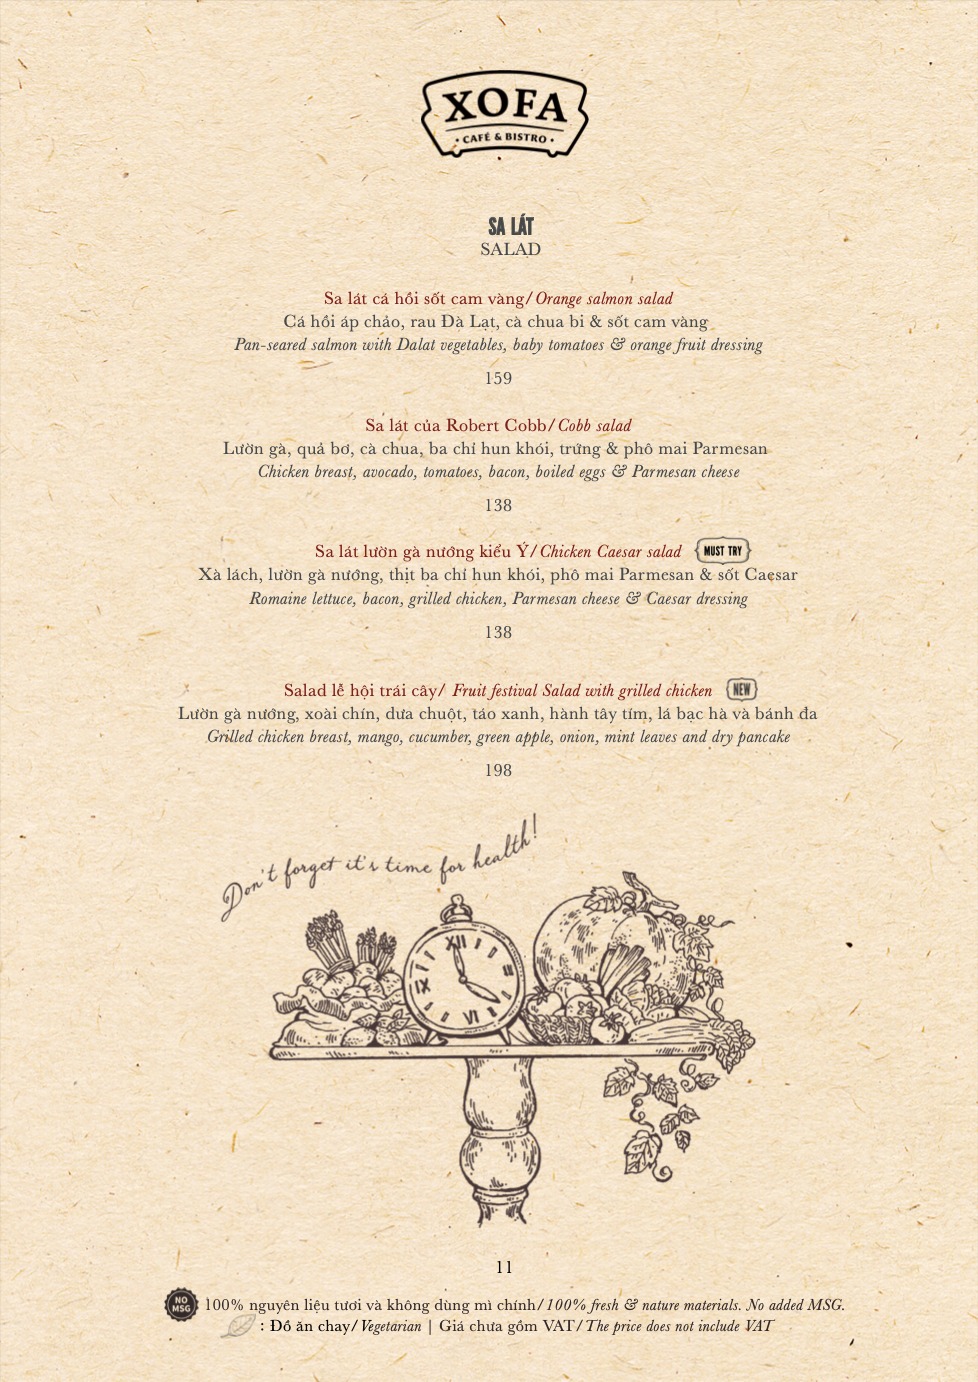 XOFA
· CAFÉ & BISTRO ·
SA LÁT
SALAD
Sa lát cá hồi sốt cam vàng/Orange salmon salad
Cá hồi áp chảo, rau Đà Lạt, cà chua bi & sốt cam vàng
Pan-seared salmon with Dalat vegetables, baby tomatoes & orange fruit dressing
159
Sa lát của Robert Cobb/Cobb salad
Lườn gà, quả bơ, cà chua, ba chỉ hun khói, trứng & phô mai Parmesan
Chicken breast, avocado, tomatoes, bacon, boiled eggs & Parmesan cheese
138
Sa lát lườn gà nướng kiểu Ý/Chicken Caesar salad MUST TRY
Xà lách, lườn gà nướng, thịt ba chỉ hun khói, phô mai Parmesan & sốt Caesar
Romaine lettuce, bacon, grilled chicken, Parmesan cheese & Caesar dressing
138
Salad lễ hội trái cây/ Fruit festival Salad with grilled chicken NEW
Lườn gà nướng, xoài chín, dưa chuột, táo xanh, hành tây tím, lá bạc hà và bánh đa
Grilled chicken breast, mango, cucumber, green apple, onion, mint leaves and dry pancake
198
Don't forget it's time for health!
XII
III
VI
IX
11
NO MSG 100% nguyên liệu tươi và không dùng mì chính/100% fresh & nature materials. No added MSG.
: Đồ ăn chay/Vegetarian | Giá chưa gồm VAT/The price does not include VAT